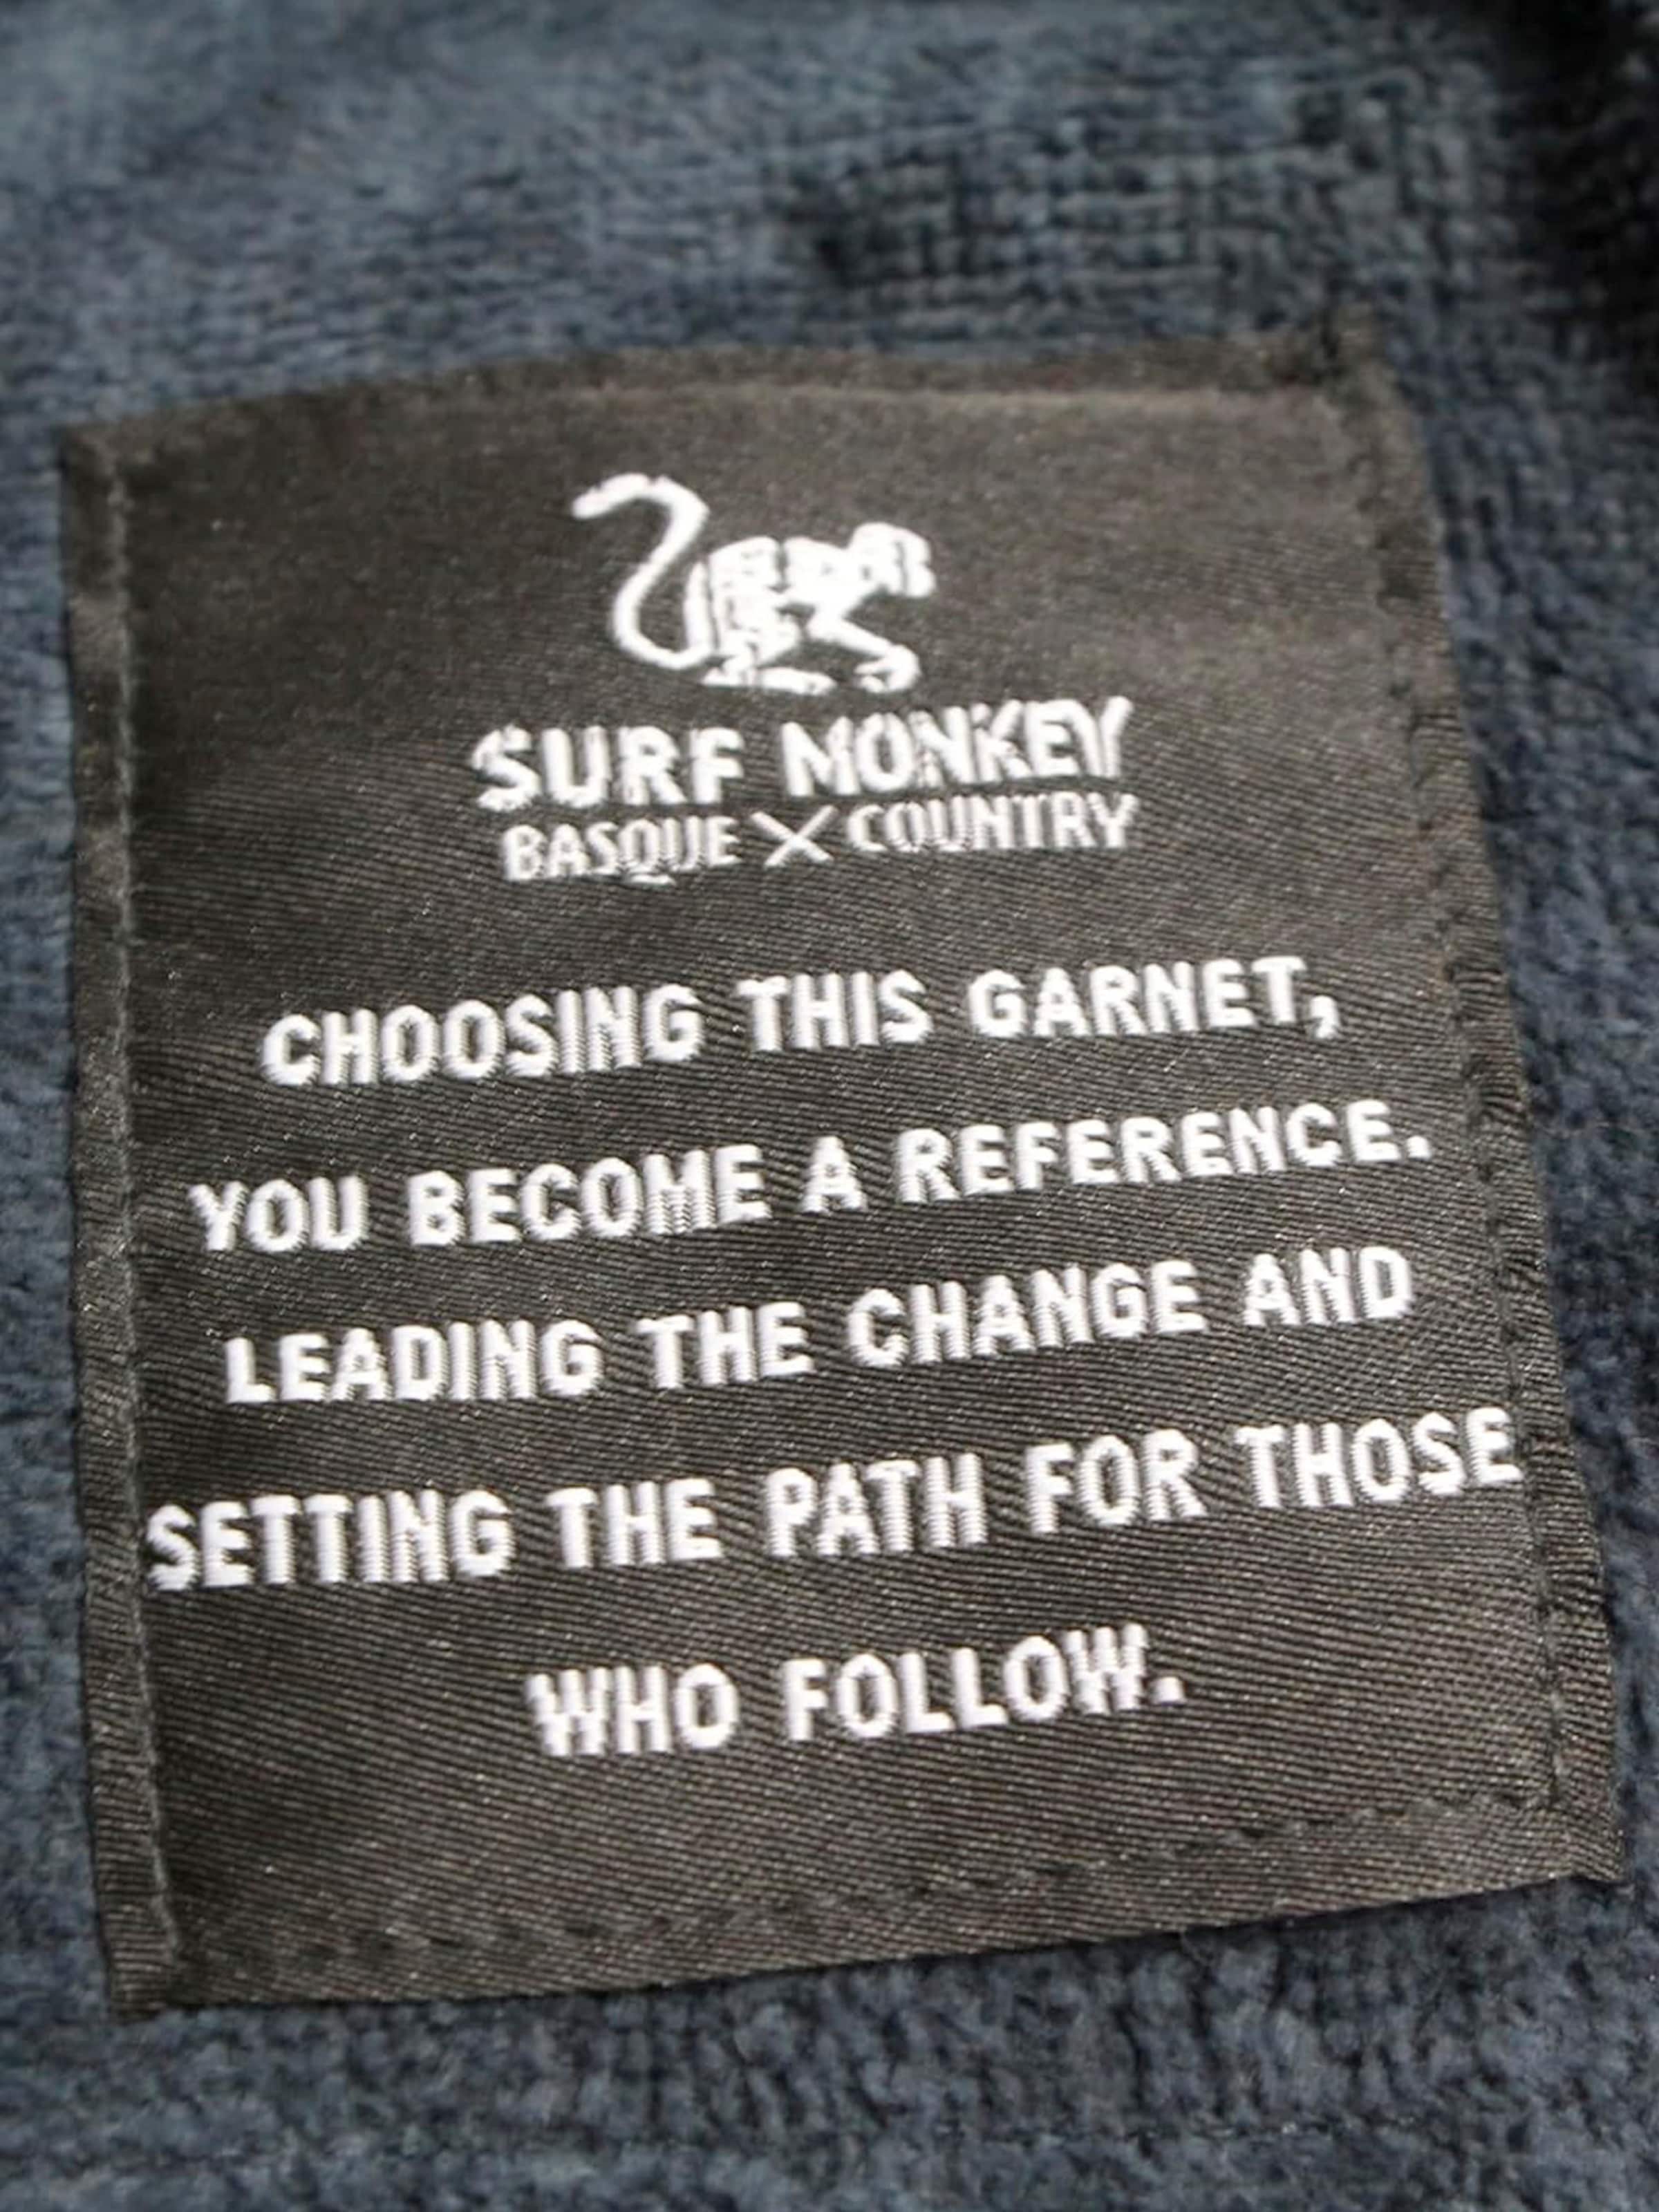 SURF MONKEY
BASQUE X COUNTRY
CHOOSING THIS GARNET,
YOU BECOME A REFERENCE.
LEADING THE CHANGE AND
SETTING THE PATH FOR THOSE
WHO FOLLOW.